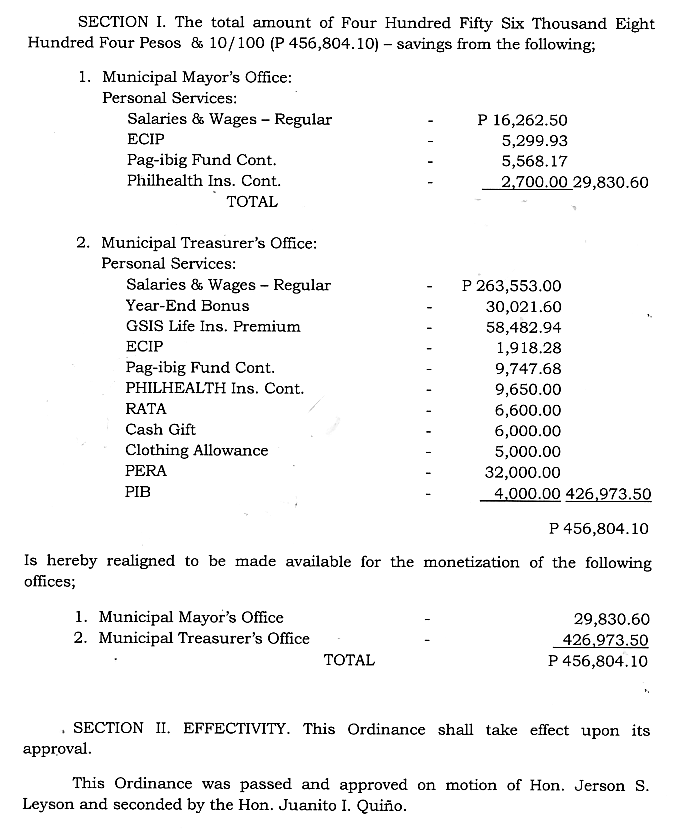 SECTION I. The total amount of Four Hundred Fifty Six Thousand Eight
Hundred Four Pesos & 10/100 (P 456,804.10) – savings from the following;
1. Municipal Mayor's Office:
Personal Services:
Salaries & Wages – Regular - P 16,262.50
ECIP - 5,299.93
Pag-ibig Fund Cont. - 5,568.17
Philhealth Ins. Cont. - 2,700.00 29,830.60
TOTAL
2. Municipal Treasurer's Office:
Personal Services:
Salaries & Wages – Regular - P 263,553.00
Year-End Bonus - 30,021.60
GSIS Life Ins. Premium - 58,482.94
ECIP - 1,918.28
Pag-ibig Fund Cont. - 9,747.68
PHILHEALTH Ins. Cont. - 9,650.00
RATA - 6,600.00
Cash Gift - 6,000.00
Clothing Allowance - 5,000.00
PERA - 32,000.00
PIB - 4,000.00 426,973.50
P 456,804.10
Is hereby realigned to be made available for the monetization of the following
offices;
1. Municipal Mayor's Office - 29,830.60
2. Municipal Treasurer's Office - 426,973.50
TOTAL P 456,804.10
SECTION II. EFFECTIVITY. This Ordinance shall take effect upon its
approval.
This Ordinance was passed and approved on motion of Hon. Jerson S.
Leyson and seconded by the Hon. Juanito I. Quiño.